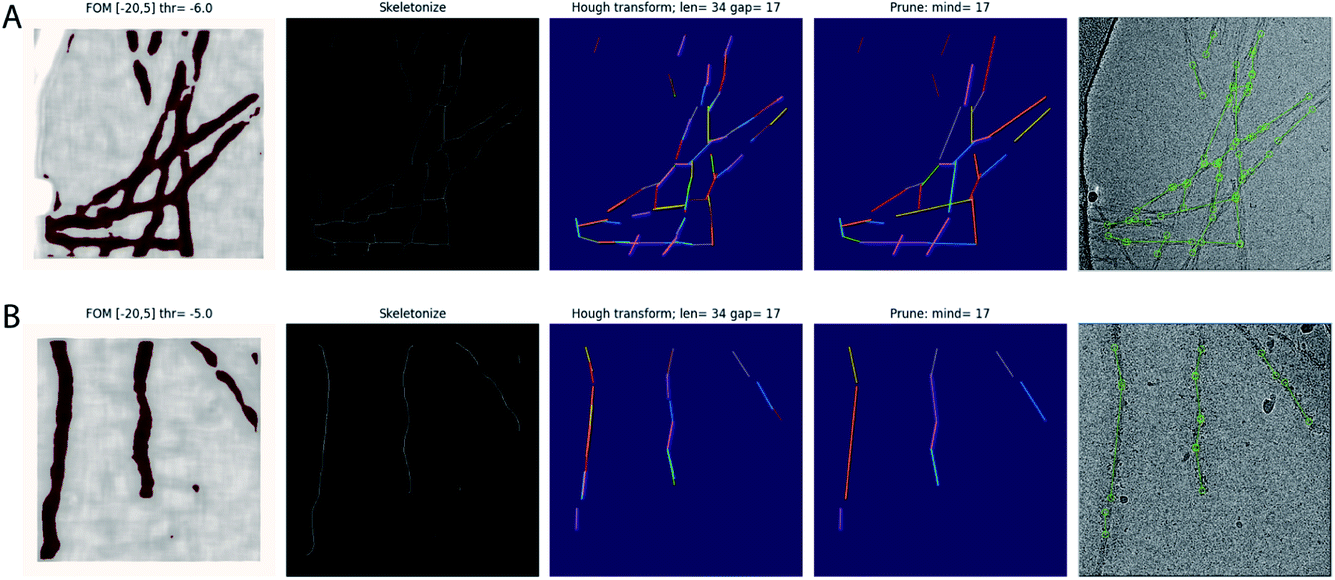 A
FOM [-20,5] thr= -6.0
Skeletonize
Hough transform; len= 34 gap= 17
Prune: mind= 17
B
FOM [-20,5] thr= -5.0
Skeletonize
Hough transform; len= 34 gap= 17
Prune: mind= 17